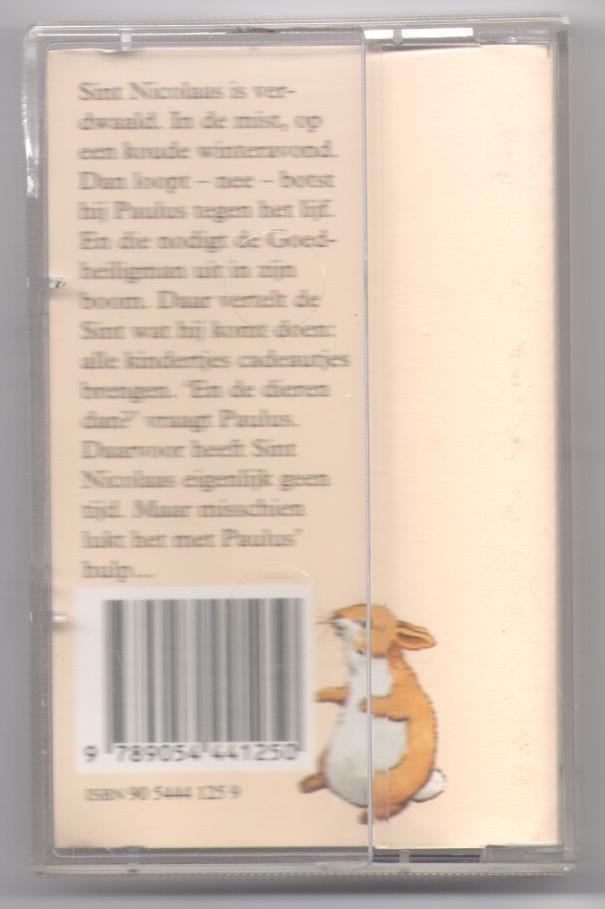 Sint Nicolaas is ver-
dwaald. In de mist, op
een koude winteravond.
Dan loopt – nee – botst
hij Paulus tegen het lijf.
En die nodigt de Goed-
heiligman uit in zijn
boom. Daar vertelt de
Sint wat hij komt doen:
alle kindertjes cadeautjes
brengen. 'En de dieren
dan?' vraagt Paulus.
Daarvoor heeft Sint
Nicolaas eigenlijk geen
tijd. Maar misschien
lukt het met Paulus'
hulp...
9 789054 441250
ISBN 90 5444 125 9